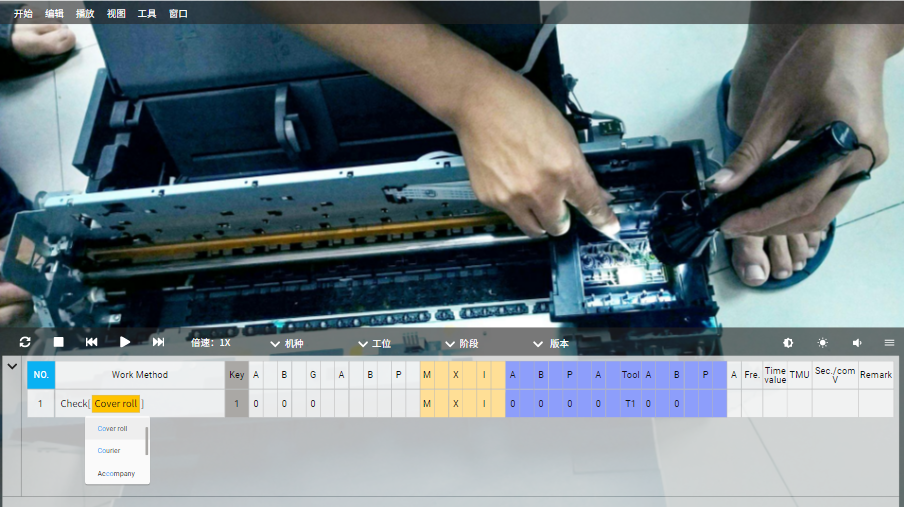 开始 编辑 播放 视图 工具 窗口
倍速：1X 机种 工位 阶段 版本
NO. Work Method Key A B G A B P M X I A B P A Tool A B P A Fre. Time value TMU Sec./com V Remark
1 Check[ Cover roll ] 1 0 0 0 M X I 0 0 0 0 T1 0 0
Cover roll
Courier
Accompany